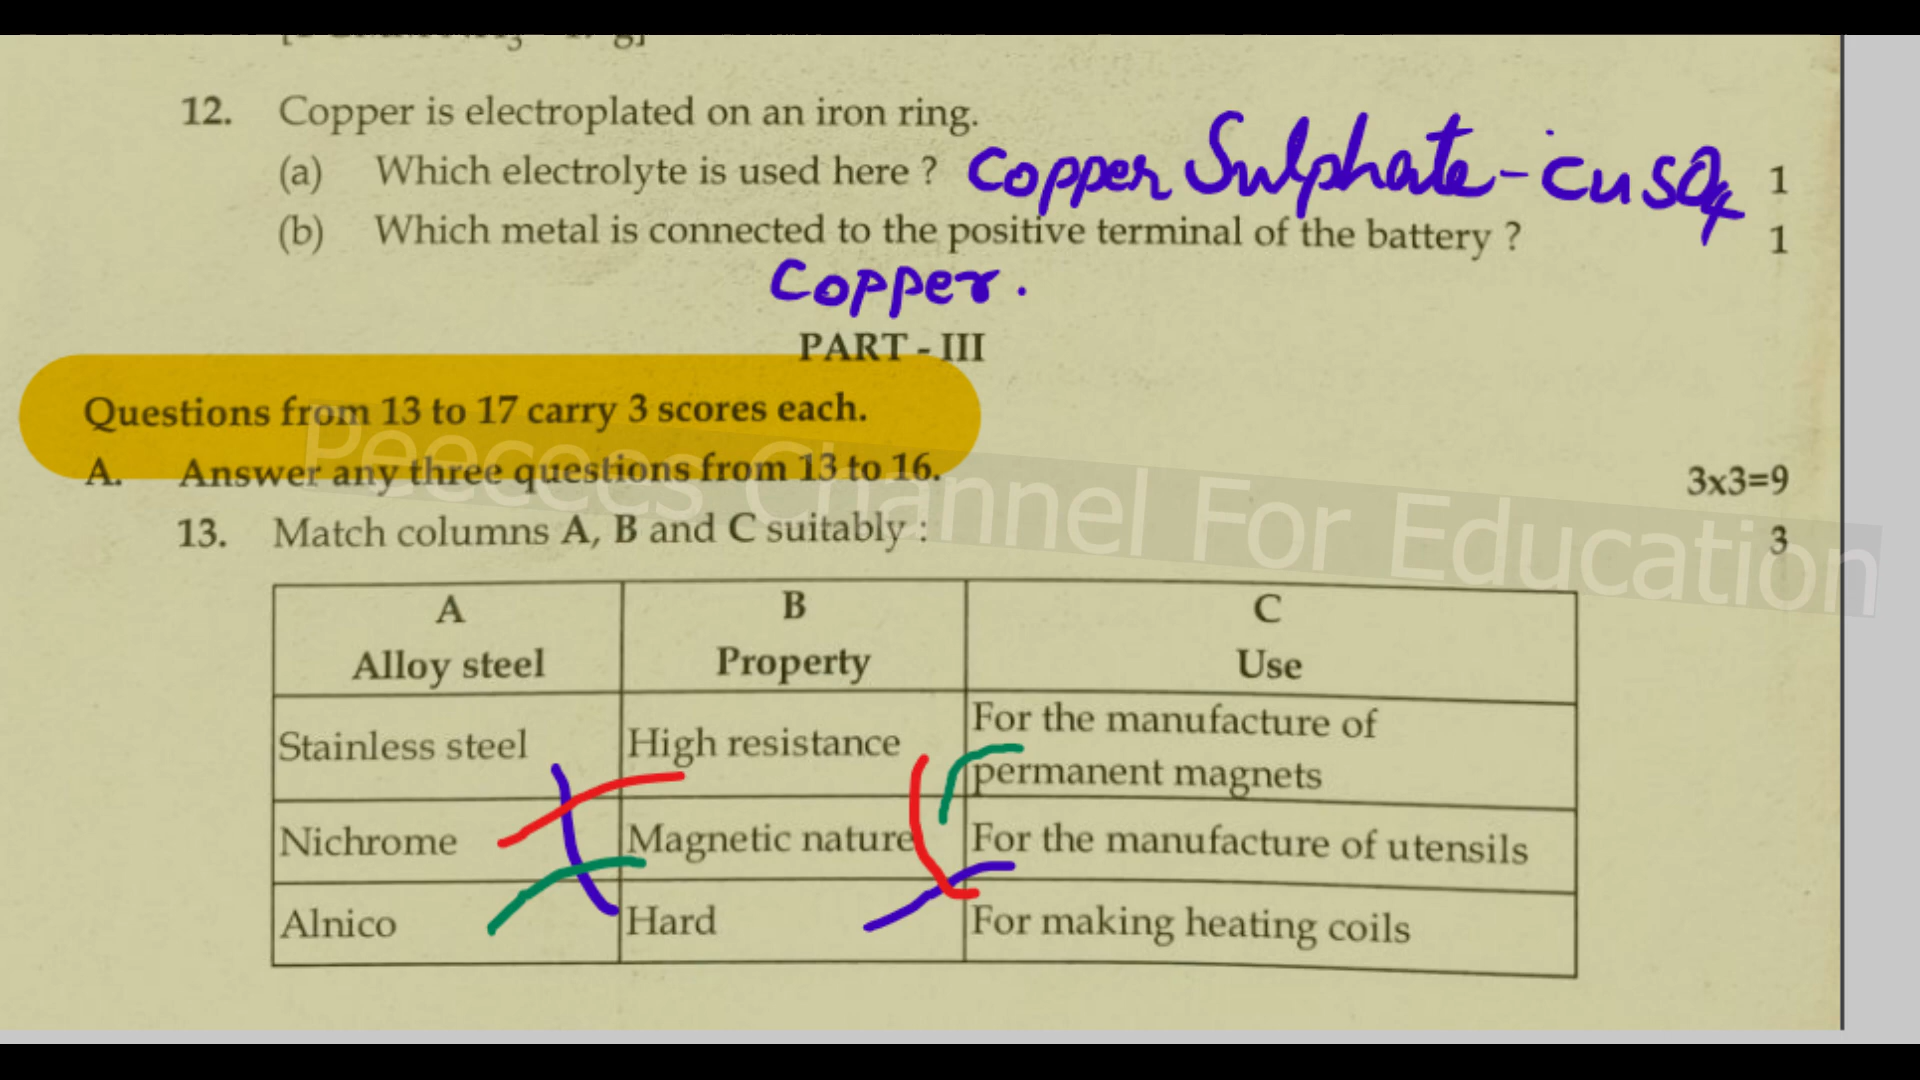 12. Copper is electroplated on an iron ring.
(a) Which electrolyte is used here ? Copper Sulphate - CuSO4 1
(b) Which metal is connected to the positive terminal of the battery ? 1
Copper.
PART - III
Questions from 13 to 17 carry 3 scores each.
A. Answer any three questions from 13 to 16. 3x3=9
Peecees Channel For Education
13. Match columns A, B and C suitably : 3
A B C
Alloy steel Property Use
Stainless steel High resistance For the manufacture of
permanent magnets
Nichrome Magnetic nature For the manufacture of utensils
Alnico Hard For making heating coils